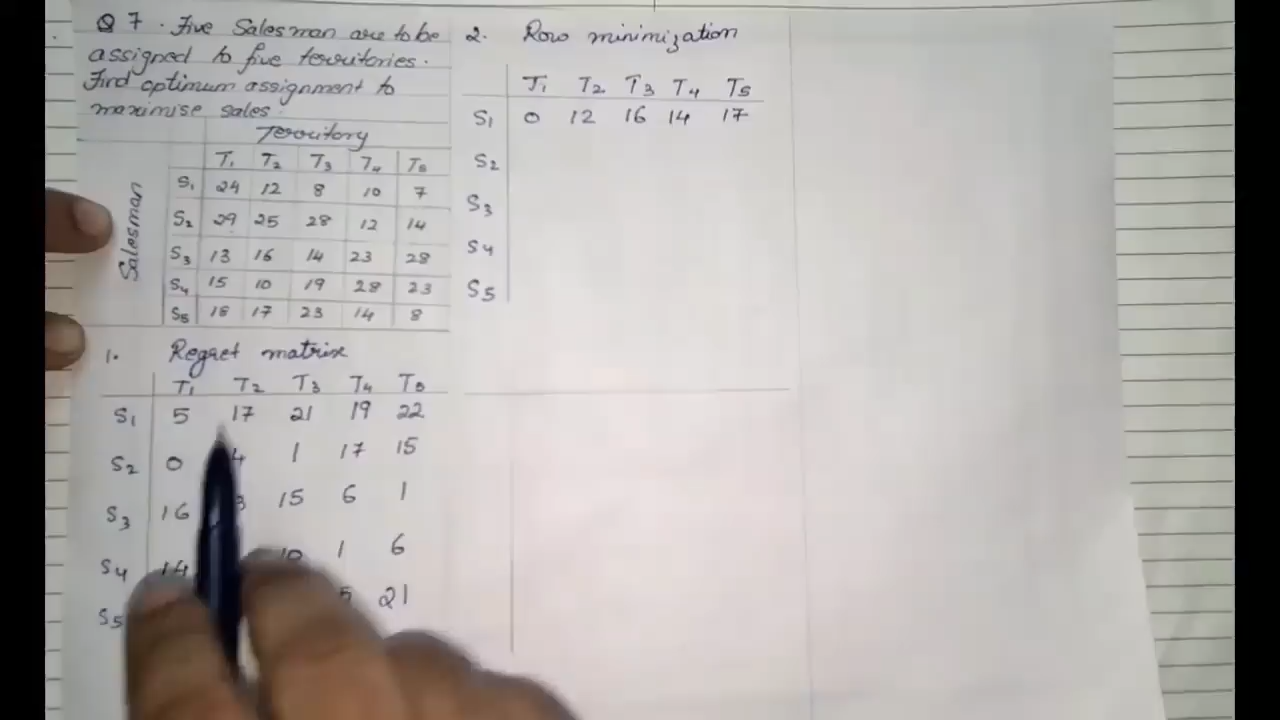 Q 7. Five Salesman are to be
assigned to five territories.
Find optimum assignment to
maximise sales.
Territory
Salesman
T1 T2 T3 T4 T5
S1 24 12 8 10 7
S2 29 25 28 12 14
S3 13 16 14 23 28
S4 15 10 19 28 23
S5 18 17 23 14 8
1. Regret matrix
T1 T2 T3 T4 T5
S1 5 17 21 19 22
S2 0 4 1 17 15
S3 16 3 15 6 1
S4 14 10 1 6
S5 5 21
2. Row minimization
T1 T2 T3 T4 T5
S1 0 12 16 14 17
S2
S3
S4
S5